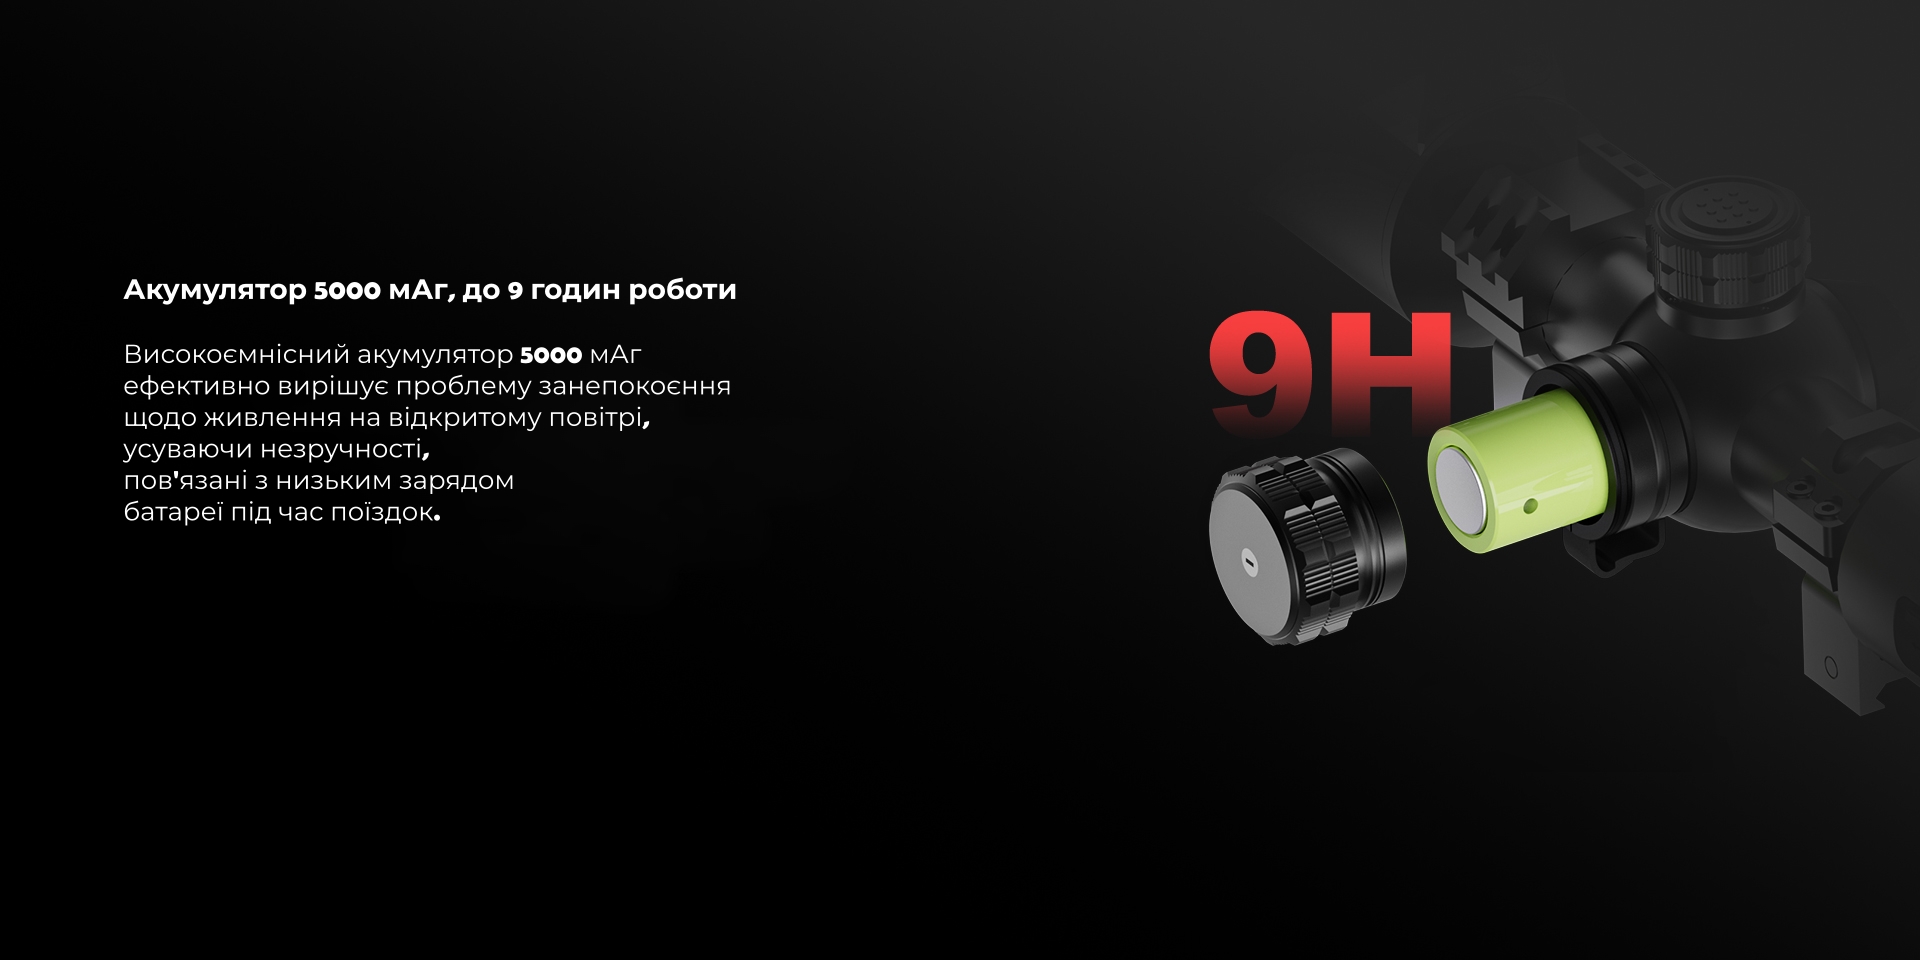 Акумулятор 5000 мАг, до 9 годин роботи
Високоємнісний акумулятор 5000 мАг
ефективно вирішує проблему занепокоєння
щодо живлення на відкритому повітрі,
усуваючи незручності,
пов'язані з низьким зарядом
батареї під час поїздок.
9H